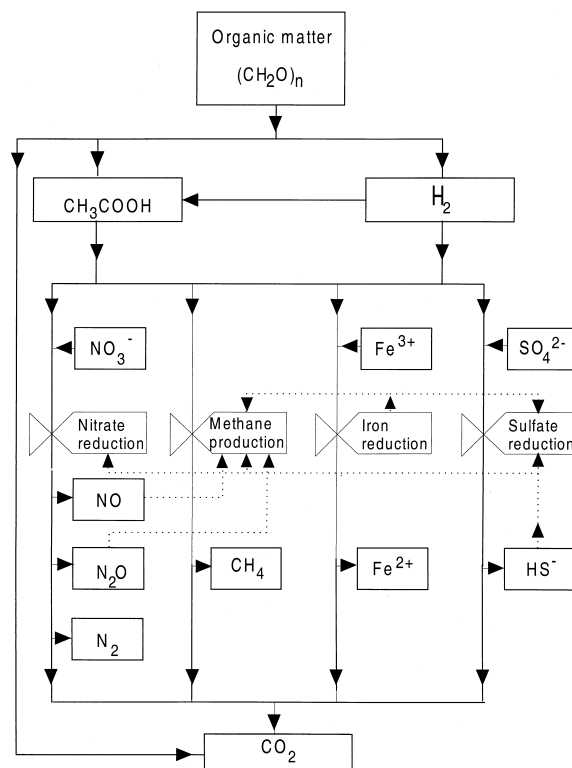 Organic matter
(CH₂O)ₙ
CH₃COOH
H₂
NO₃⁻
Fe³⁺
SO₄²⁻
Nitrate
reduction
Methane
production
Iron
reduction
Sulfate
reduction
NO
N₂O
CH₄
Fe²⁺
HS⁻
N₂
CO₂